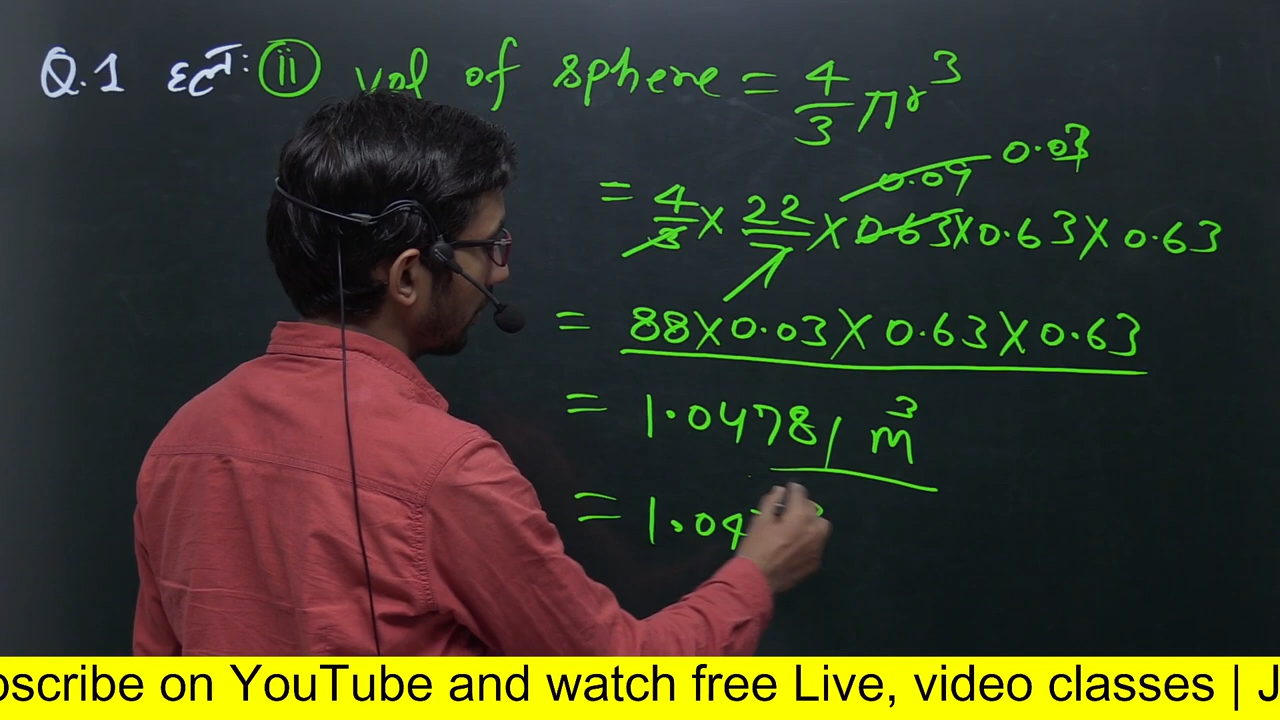 Q.1 हल: (ii) vol of sphere = 4/3 πr³
0.03
0.09
= 4/3 × 22/7 × 0.63 × 0.63 × 0.63
= 88 × 0.03 × 0.63 × 0.63
= 1.0478 / m³
= 1.04
bscribe on YouTube and watch free Live, video classes | J